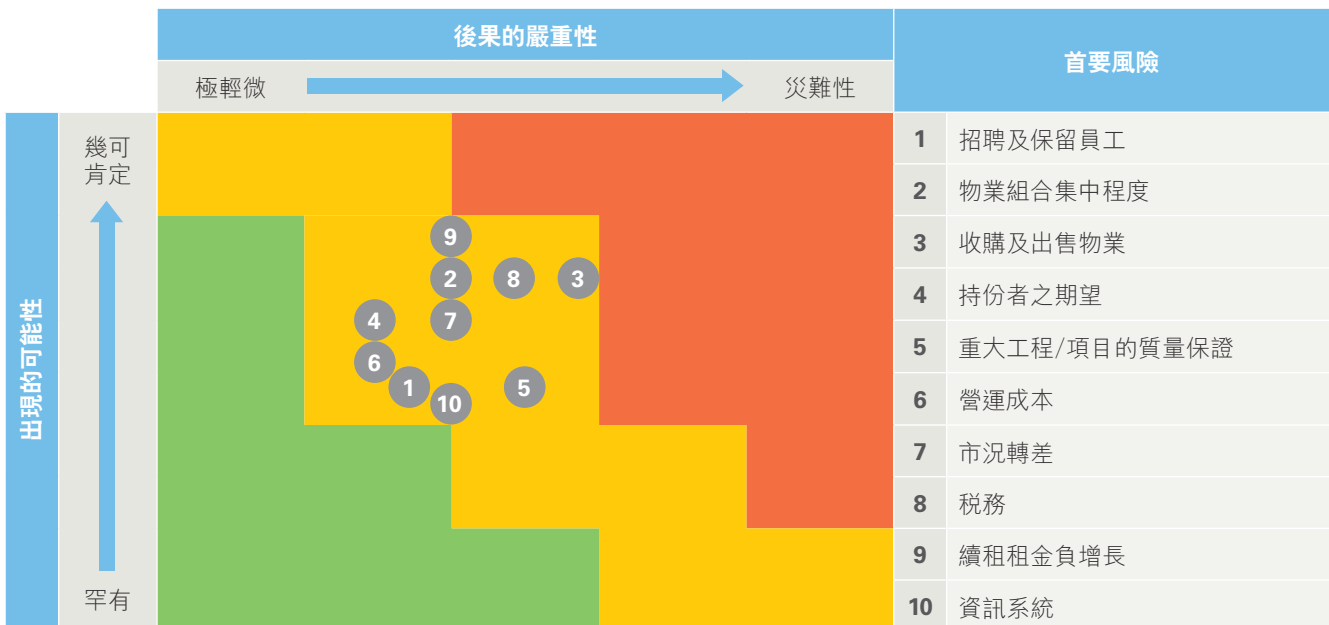 後果的嚴重性
首要風險
極輕微
災難性
出現的可能性
幾可
肯定
罕有
9
2
8
3
4
7
6
1
5
10
1 招聘及保留員工
2 物業組合集中程度
3 收購及出售物業
4 持份者之期望
5 重大工程/項目的質量保證
6 營運成本
7 市況轉差
8 稅務
9 續租租金負增長
10 資訊系統